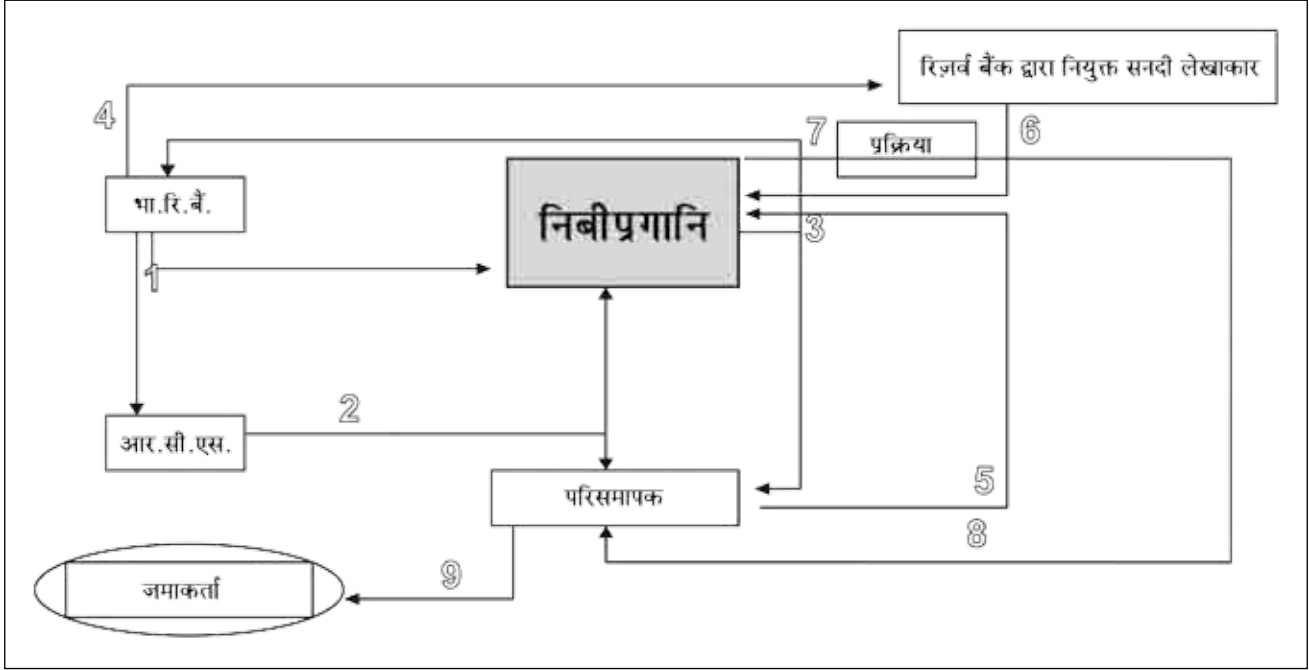 रिज़र्व बैंक द्वारा नियुक्त सनदी लेखाकार
4
7
6
प्रक्रिया
भा.रि.बैं.
निबीप्रगानि
3
1
2
आर.सी.एस.
परिसमापक
5
8
9
जमाकर्ता